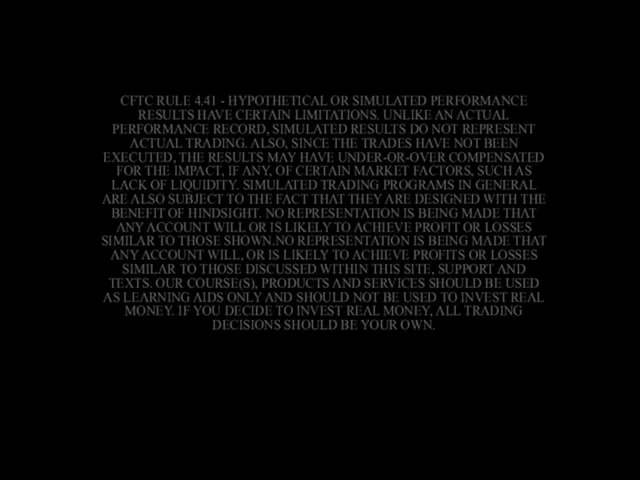 CFTC RULE 4.41 - HYPOTHETICAL OR SIMULATED PERFORMANCE
RESULTS HAVE CERTAIN LIMITATIONS. UNLIKE AN ACTUAL
PERFORMANCE RECORD, SIMULATED RESULTS DO NOT REPRESENT
ACTUAL TRADING. ALSO, SINCE THE TRADES HAVE NOT BEEN
EXECUTED, THE RESULTS MAY HAVE UNDER-OR-OVER COMPENSATED
FOR THE IMPACT, IF ANY, OF CERTAIN MARKET FACTORS, SUCH AS
LACK OF LIQUIDITY. SIMULATED TRADING PROGRAMS IN GENERAL
ARE ALSO SUBJECT TO THE FACT THAT THEY ARE DESIGNED WITH THE
BENEFIT OF HINDSIGHT. NO REPRESENTATION IS BEING MADE THAT
ANY ACCOUNT WILL OR IS LIKELY TO ACHIEVE PROFIT OR LOSSES
SIMILAR TO THOSE SHOWN.NO REPRESENTATION IS BEING MADE THAT
ANY ACCOUNT WILL, OR IS LIKELY TO ACHIEVE PROFITS OR LOSSES
SIMILAR TO THOSE DISCUSSED WITHIN THIS SITE, SUPPORT AND
TEXTS. OUR COURSE(S), PRODUCTS AND SERVICES SHOULD BE USED
AS LEARNING AIDS ONLY AND SHOULD NOT BE USED TO INVEST REAL
MONEY. IF YOU DECIDE TO INVEST REAL MONEY, ALL TRADING
DECISIONS SHOULD BE YOUR OWN.